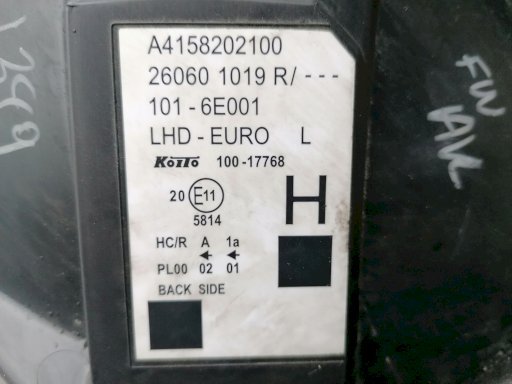 A4158202100
26060 1019 R/ ---
101 - 6E001
LHD - EURO L
KOITO 100-17768
20 E11 H
5814
HC/R A 1a
← ←
PL00 02 01
BACK SIDE
FW